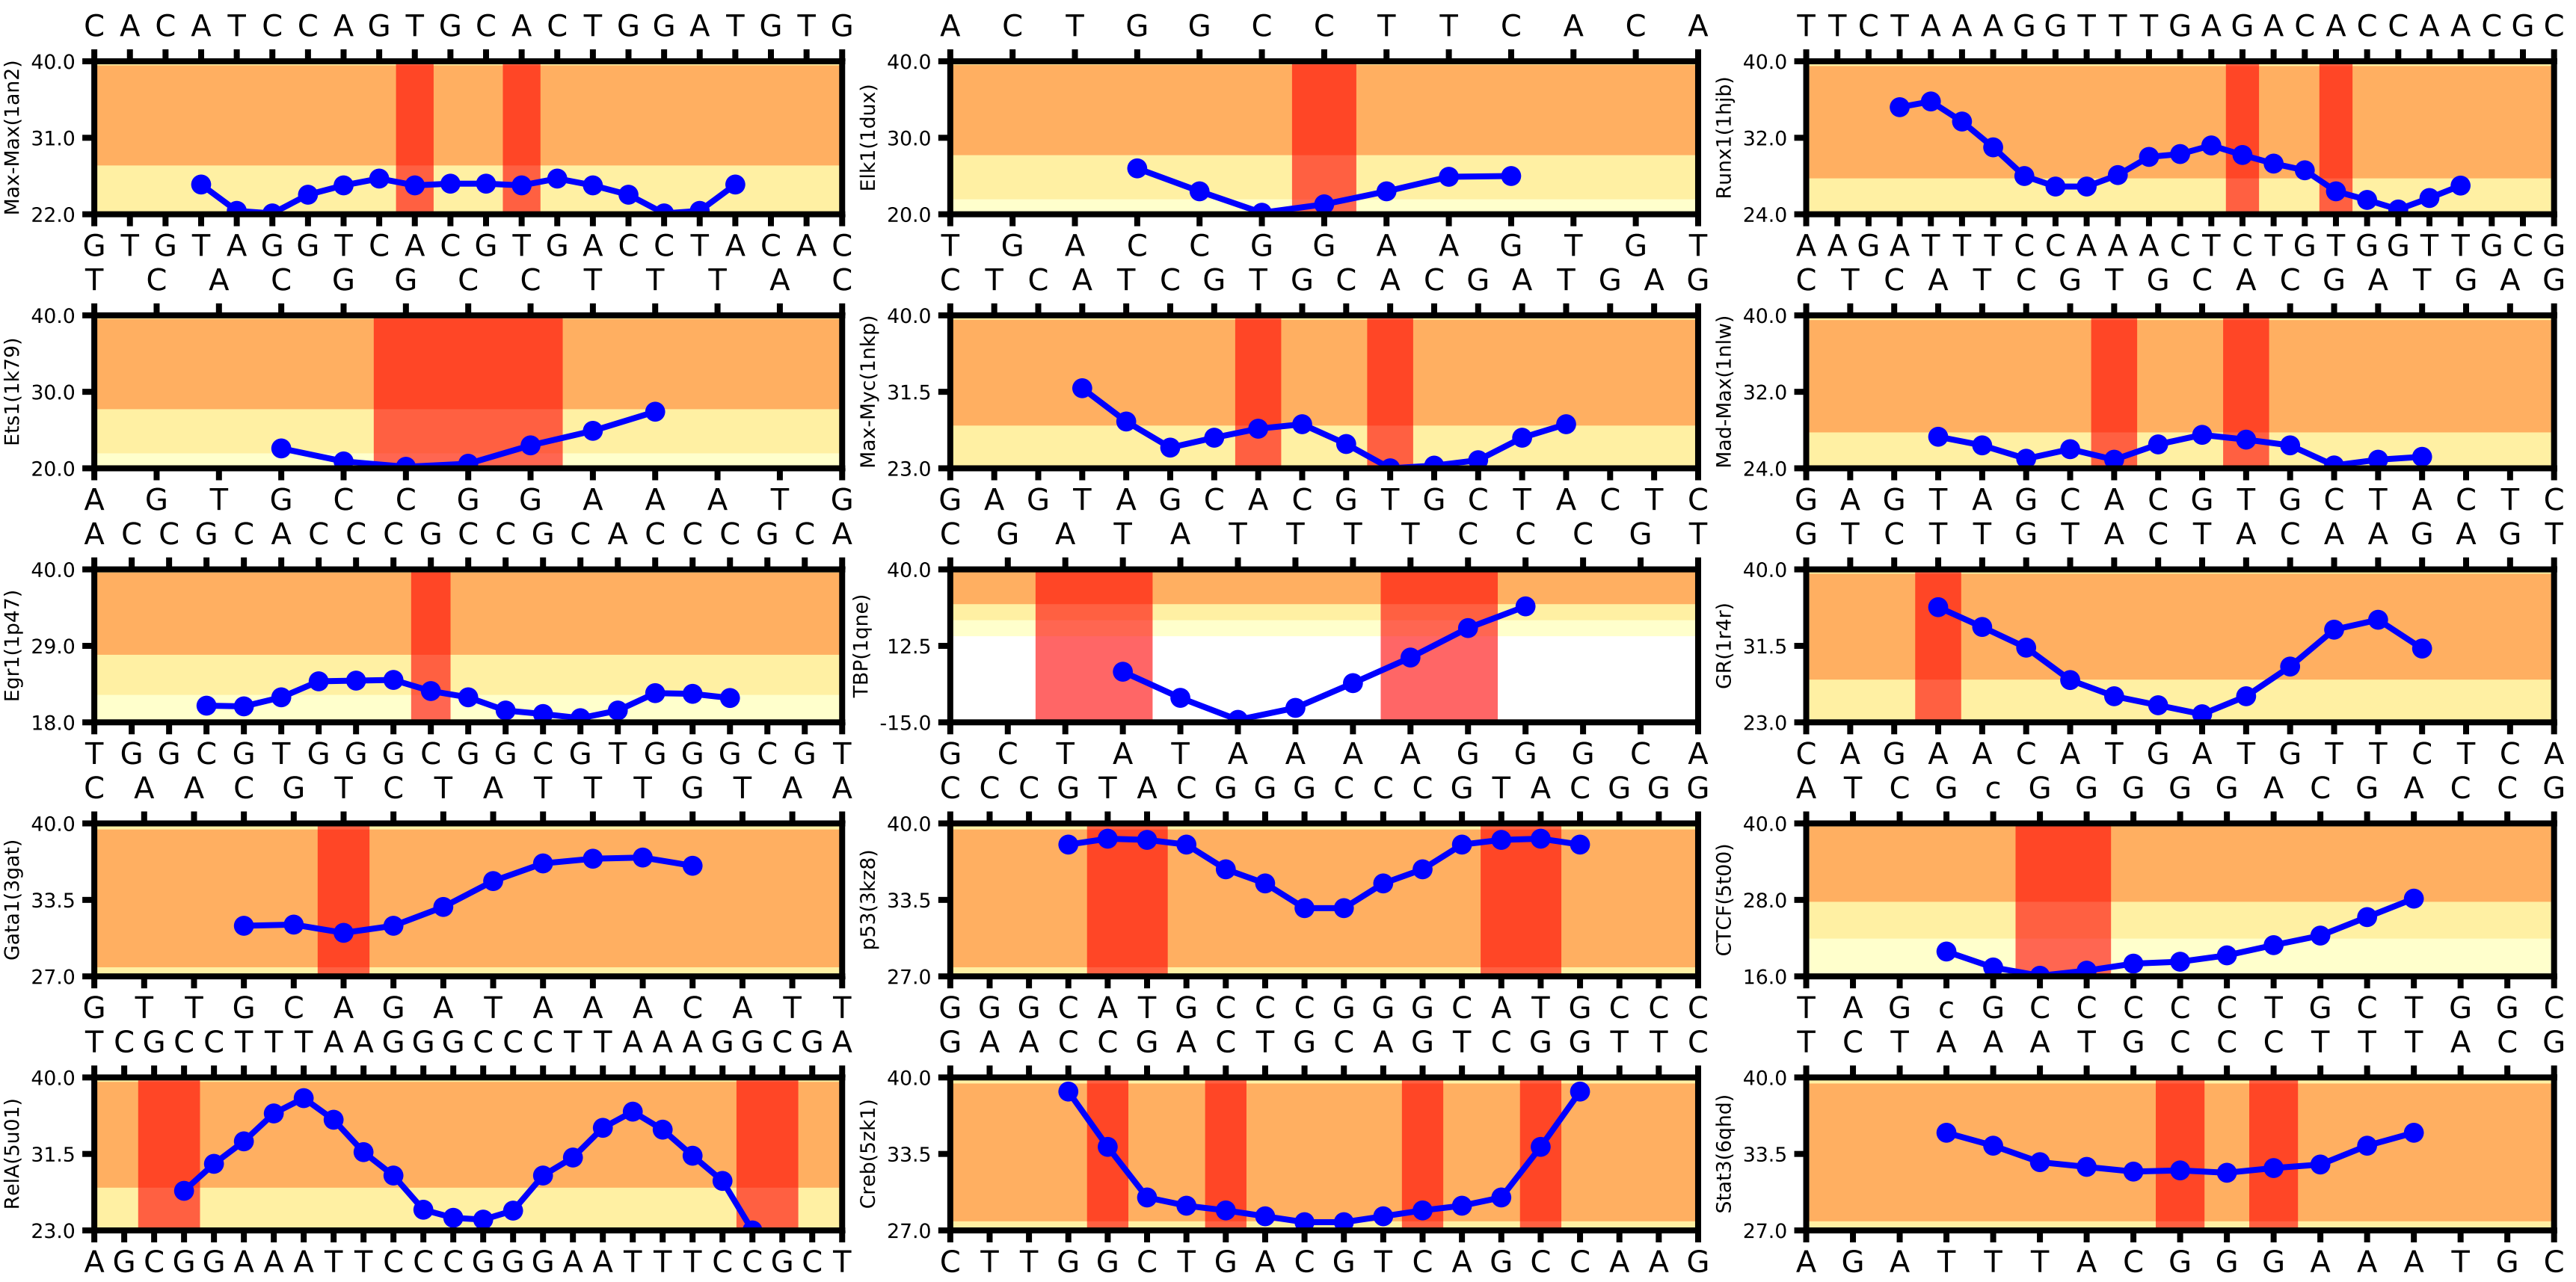 C A C A T C C A G T G C A C T G G A T G T G
40.0
31.0
22.0
Max-Max(1an2)
G T G T A G G T C A C G T G A C C T A C A C
A C T G G C C T T C A C A
40.0
30.0
20.0
Elk1(1dux)
T G A C C G G A A G T G T
T T C T A A A G G T T T G A G A C A C C A A C G C
40.0
32.0
24.0
Runx1(1hjb)
A A G A T T T C C A A A C T C T G T G G T T G C G
T C A C G G C C T T T A C
40.0
30.0
20.0
Ets1(1k79)
A G T G C C G G A A A T G
C T C A T C G T G C A C G A T G A G
40.0
31.5
23.0
Max-Myc(1nkp)
G A G T A G C A C G T G C T A C T C
C T C A T C G T G C A C G A T G A G
40.0
32.0
24.0
Mad-Max(1nlw)
G A G T A G C A C G T G C T A C T C
A C C G C A C C C G C C G C A C C C G C A
40.0
29.0
18.0
Egr1(1p47)
T G G C G T G G G C G G C G T G G G C G T
C G A T A T T T T C C C G T
40.0
12.5
-15.0
TBP(1qne)
G C T A T A A A A G G G C A
G T C T T G T A C T A C A A G A G T
40.0
31.5
23.0
GR(1r4r)
C A G A A C A T G A T G T T C T C A
C A A C G T C T A T T T G T A A
40.0
33.5
27.0
Gata1(3gat)
G T T G C A G A T A A A C A T T
C C C G T A C G G G C C C G T A C G G G
40.0
33.5
27.0
p53(3kz8)
G G G C A T G C C C G G G C A T G C C C
A T C G c G G G G G A C G A C C G
40.0
28.0
16.0
CTCF(5t00)
T A G c G C C C C C T G C T G G C
T C G C C T T T A A G G G C C C T T A A A G G C G A
40.0
31.5
23.0
RelA(5u01)
A G C G G A A A T T C C C G G G A A T T T C C G C T
G A A C C G A C T G C A G T C G G T T C
40.0
33.5
27.0
Creb(5zk1)
C T T G G C T G A C G T C A G C C A A G
T C T A A A T G C C C T T T A C G
40.0
33.5
27.0
Stat3(6qhd)
A G A T T T A C G G G A A A T G C